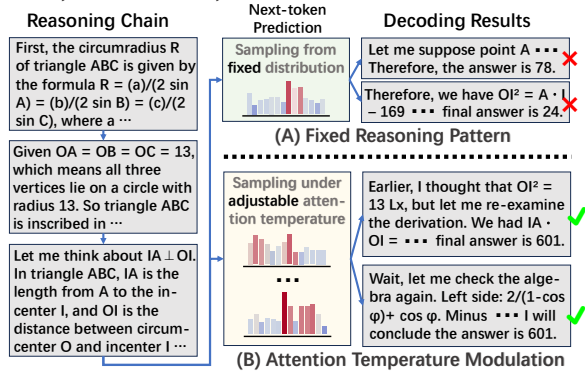 Reasoning Chain
First, the circumradius R
of triangle ABC is given by
the formula R = (a)/(2 sin
A) = (b)/(2 sin B) = (c)/(2
sin C), where a ···
Given OA = OB = OC = 13,
which means all three
vertices lie on a circle with
radius 13. So triangle ABC
is inscribed in ···
Let me think about IA ⊥ OI.
In triangle ABC, IA is the
length from A to the in-
center I, and OI is the
distance between circum-
center O and incenter I ···
Next-token
Prediction
Sampling from
fixed distribution
Decoding Results
Let me suppose point A ···
Therefore, the answer is 78.
Therefore, we have OI² = A · I
– 169 ··· final answer is 24.
(A) Fixed Reasoning Pattern
Sampling under
adjustable atten-
tion temperature
···
Earlier, I thought that OI² =
13 Lx, but let me re-examine
the derivation. We had IA ·
OI = ··· final answer is 601.
Wait, let me check the alge-
bra again. Left side: 2/(1-cos
φ)+ cos φ. Minus ··· I will
conclude the answer is 601.
(B) Attention Temperature Modulation